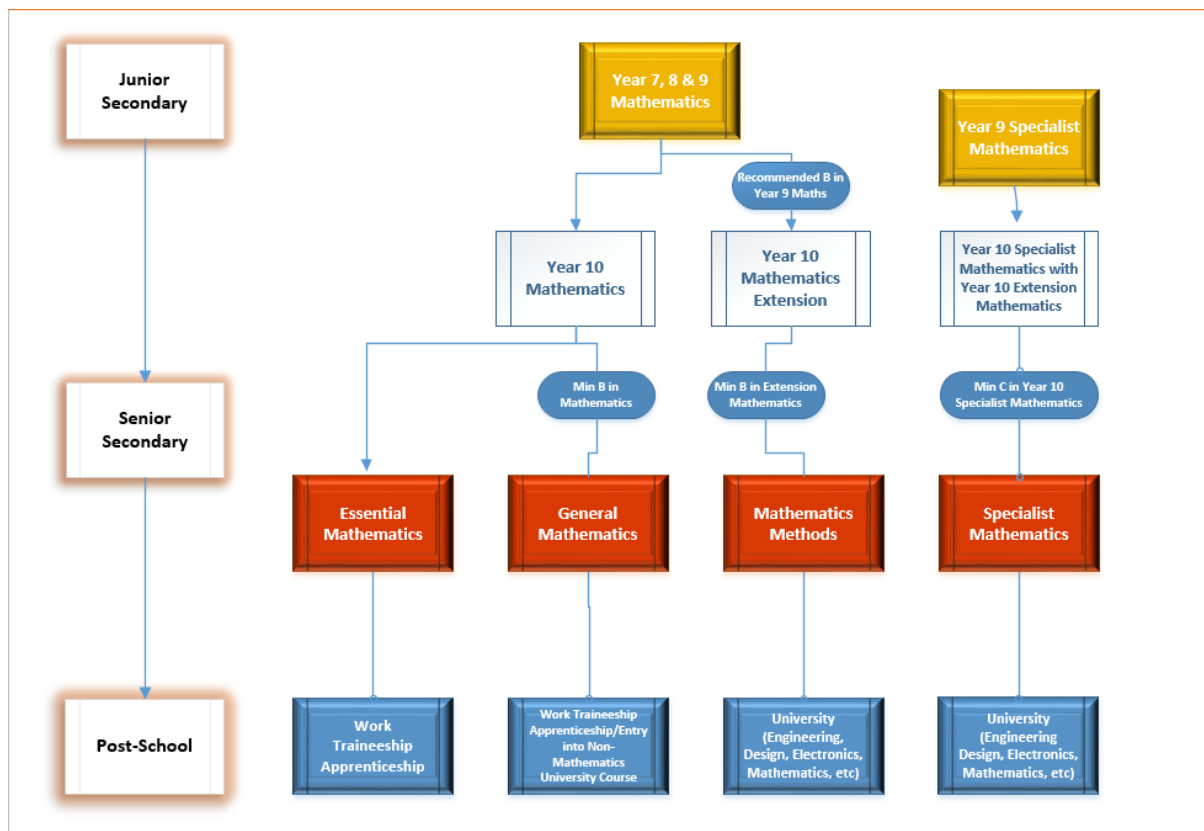 Junior
Secondary
Year 7, 8 & 9
Mathematics
Year 9 Specialist
Mathematics
Recommended B in
Year 9 Maths
Year 10
Mathematics
Year 10
Mathematics
Extension
Year 10 Specialist
Mathematics with
Year 10 Extension
Mathematics
Senior
Secondary
Min B in
Mathematics
Min B in Extension
Mathematics
Min C in Year 10
Specialist Mathematics
Essential
Mathematics
General
Mathematics
Mathematics
Methods
Specialist
Mathematics
Post-School
Work
Traineeship
Apprenticeship
Work Traineeship
Apprenticeship/Entry
into Non-
Mathematics
University Course
University
(Engineering,
Design, Electronics,
Mathematics, etc)
University
(Engineering
Design, Electronics,
Mathematics, etc)